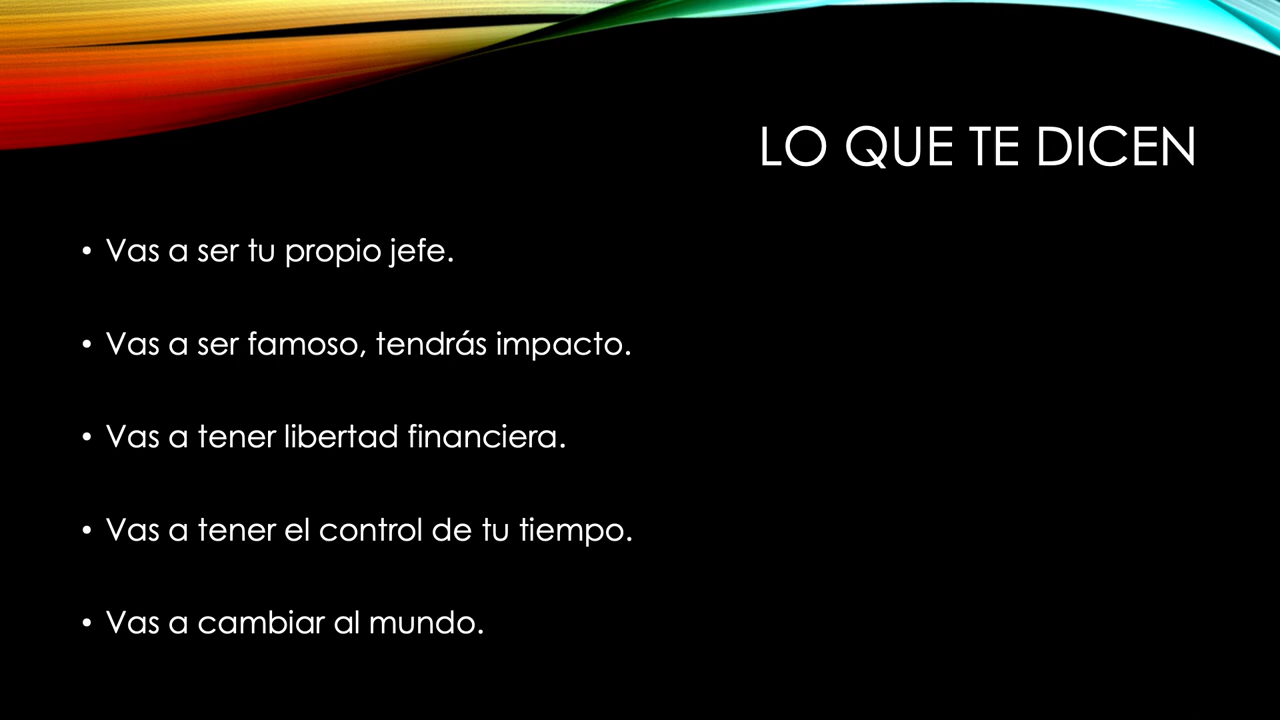 LO QUE TE DICEN
• Vas a ser tu propio jefe.
• Vas a ser famoso, tendrás impacto.
• Vas a tener libertad financiera.
• Vas a tener el control de tu tiempo.
• Vas a cambiar al mundo.